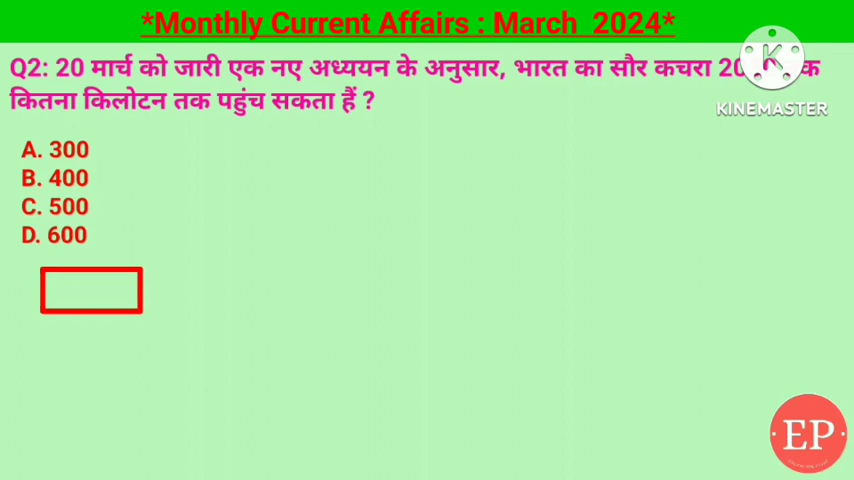 *Monthly Current Affairs : March 2024*
Q2: 20 मार्च को जारी एक नए अध्ययन के अनुसार, भारत का सौर कचरा
कितना किलोटन तक पहुंच सकता हैं ?
KINEMASTER
A. 300
B. 400
C. 500
D. 600
EP